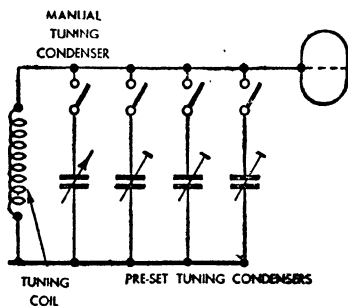 MANUAL
TUNING
CONDENSER
TUNING
COIL
PRE-SET TUNING CONDENSERS